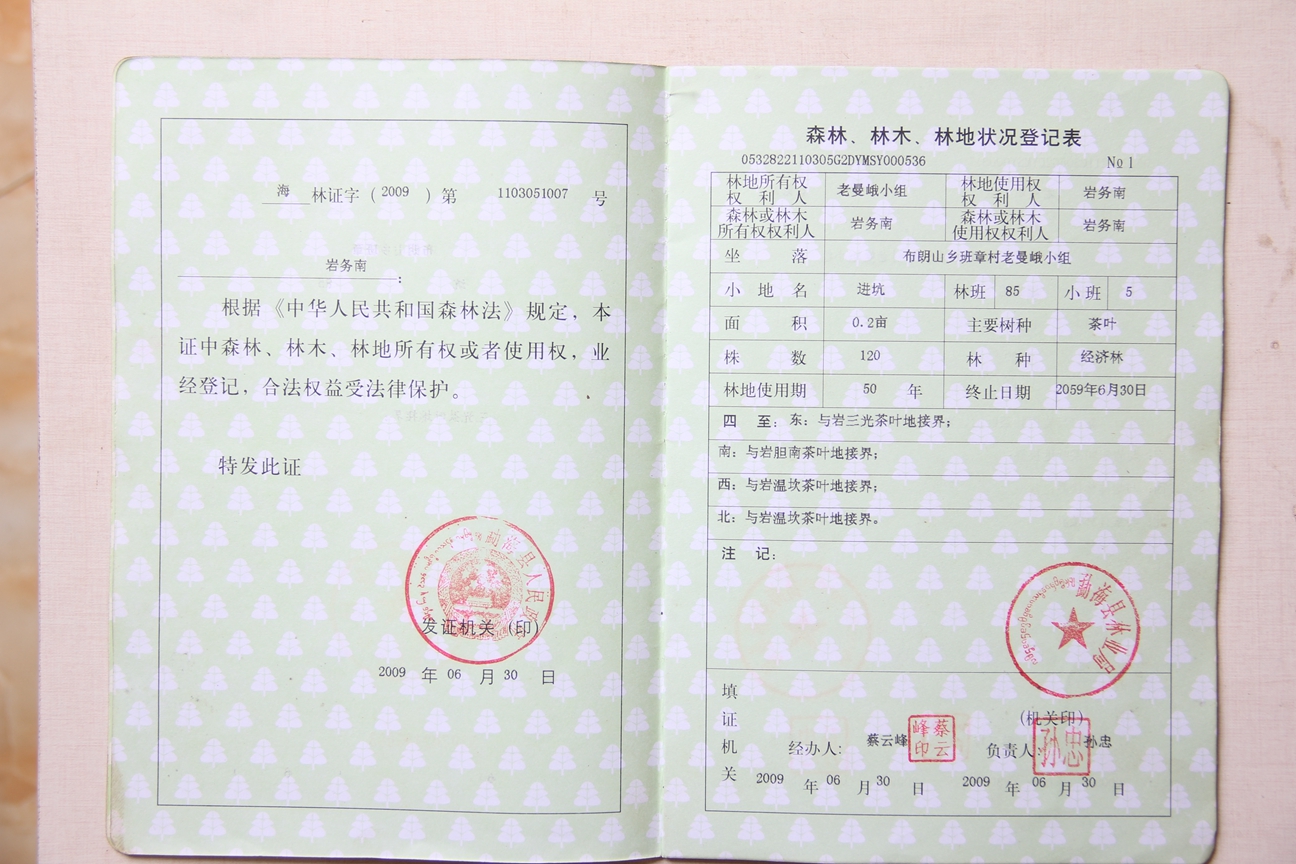 海 林证字（2009）第 1103051007 号
岩务南：
根据《中华人民共和国森林法》规定，本
证中森林、林木、林地所有权或者使用权，业
经登记，合法权益受法律保护。
特发此证
勐海县人民政
发证机关（印）
2009 年 06 月 30 日
森林、林木、林地状况登记表
0532822110305G2DYMSY000536 №1
林地所有权权利人 老曼峨小组 林地使用权权利人 岩务南
森林或林木所有权权利人 岩务南 森林或林木使用权权利人 岩务南
坐落 布朗山乡班章村老曼峨小组
小地名 进坑 林班 85 小班 5
面积 0.2亩 主要树种 茶叶
株数 120 林种 经济林
林地使用期 50 年 终止日期 2059年6月30日
四至：东：与岩三光茶叶地接界；
南：与岩胆南茶叶地接界；
西：与岩温坎茶叶地接界；
北：与岩温坎茶叶地接界。
注记：
勐海县林业局
填证机关
（机关印）
经办人：蔡云峰 蔡云峰印 负责人：孙忠 孙忠
2009 年 06 月 30 日 2009 年 06 月 30 日